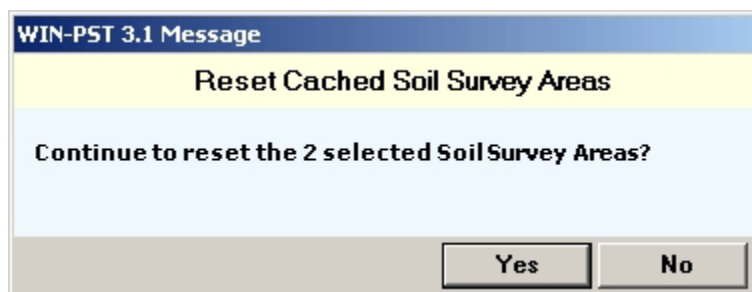 WIN-PST 3.1 Message
Reset Cached Soil Survey Areas
Continue to reset the 2 selected Soil Survey Areas?
Yes No